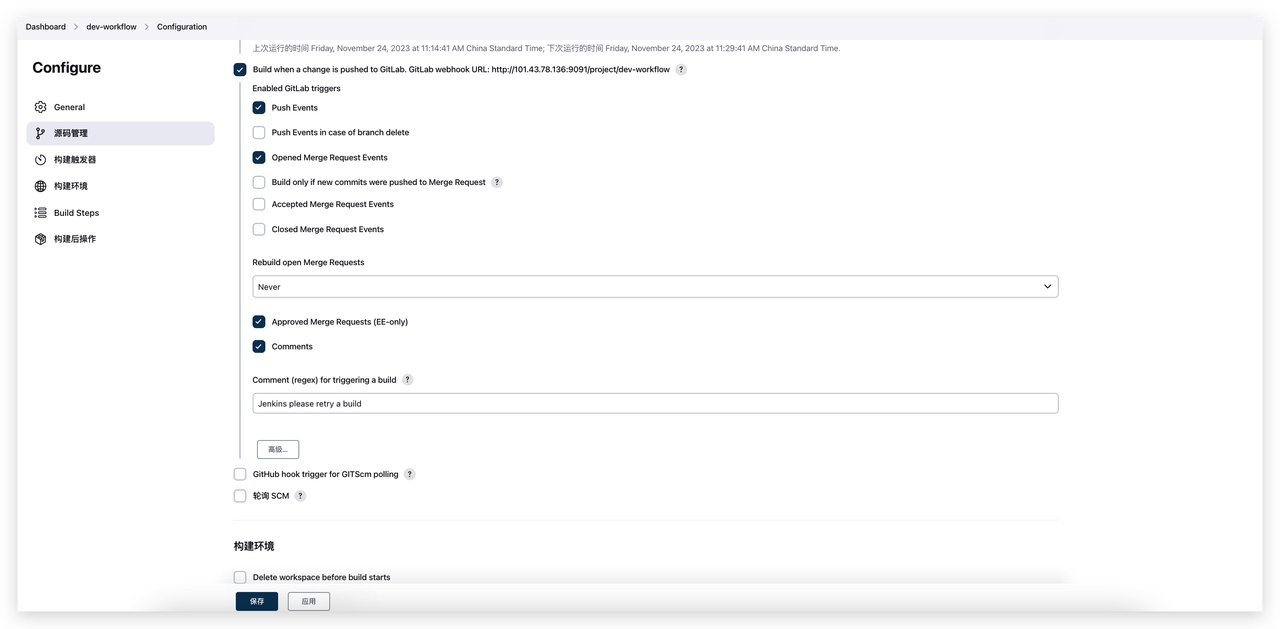 Dashboard > dev-workflow > Configuration
Configure
General
源码管理
构建触发器
构建环境
Build Steps
构建后操作
上次运行的时间 Friday, November 24, 2023 at 11:14:41 AM China Standard Time; 下次运行的时间 Friday, November 24, 2023 at 11:29:41 AM China Standard Time.
Build when a change is pushed to GitLab. GitLab webhook URL: http://101.43.78.136:9091/project/dev-workflow ?
Enabled GitLab triggers
Push Events
Push Events in case of branch delete
Opened Merge Request Events
Build only if new commits were pushed to Merge Request ?
Accepted Merge Request Events
Closed Merge Request Events
Rebuild open Merge Requests
Never
Approved Merge Requests (EE-only)
Comments
Comment (regex) for triggering a build ?
Jenkins please retry a build
高级...
GitHub hook trigger for GITScm polling ?
轮询 SCM ?
构建环境
Delete workspace before build starts
保存 应用